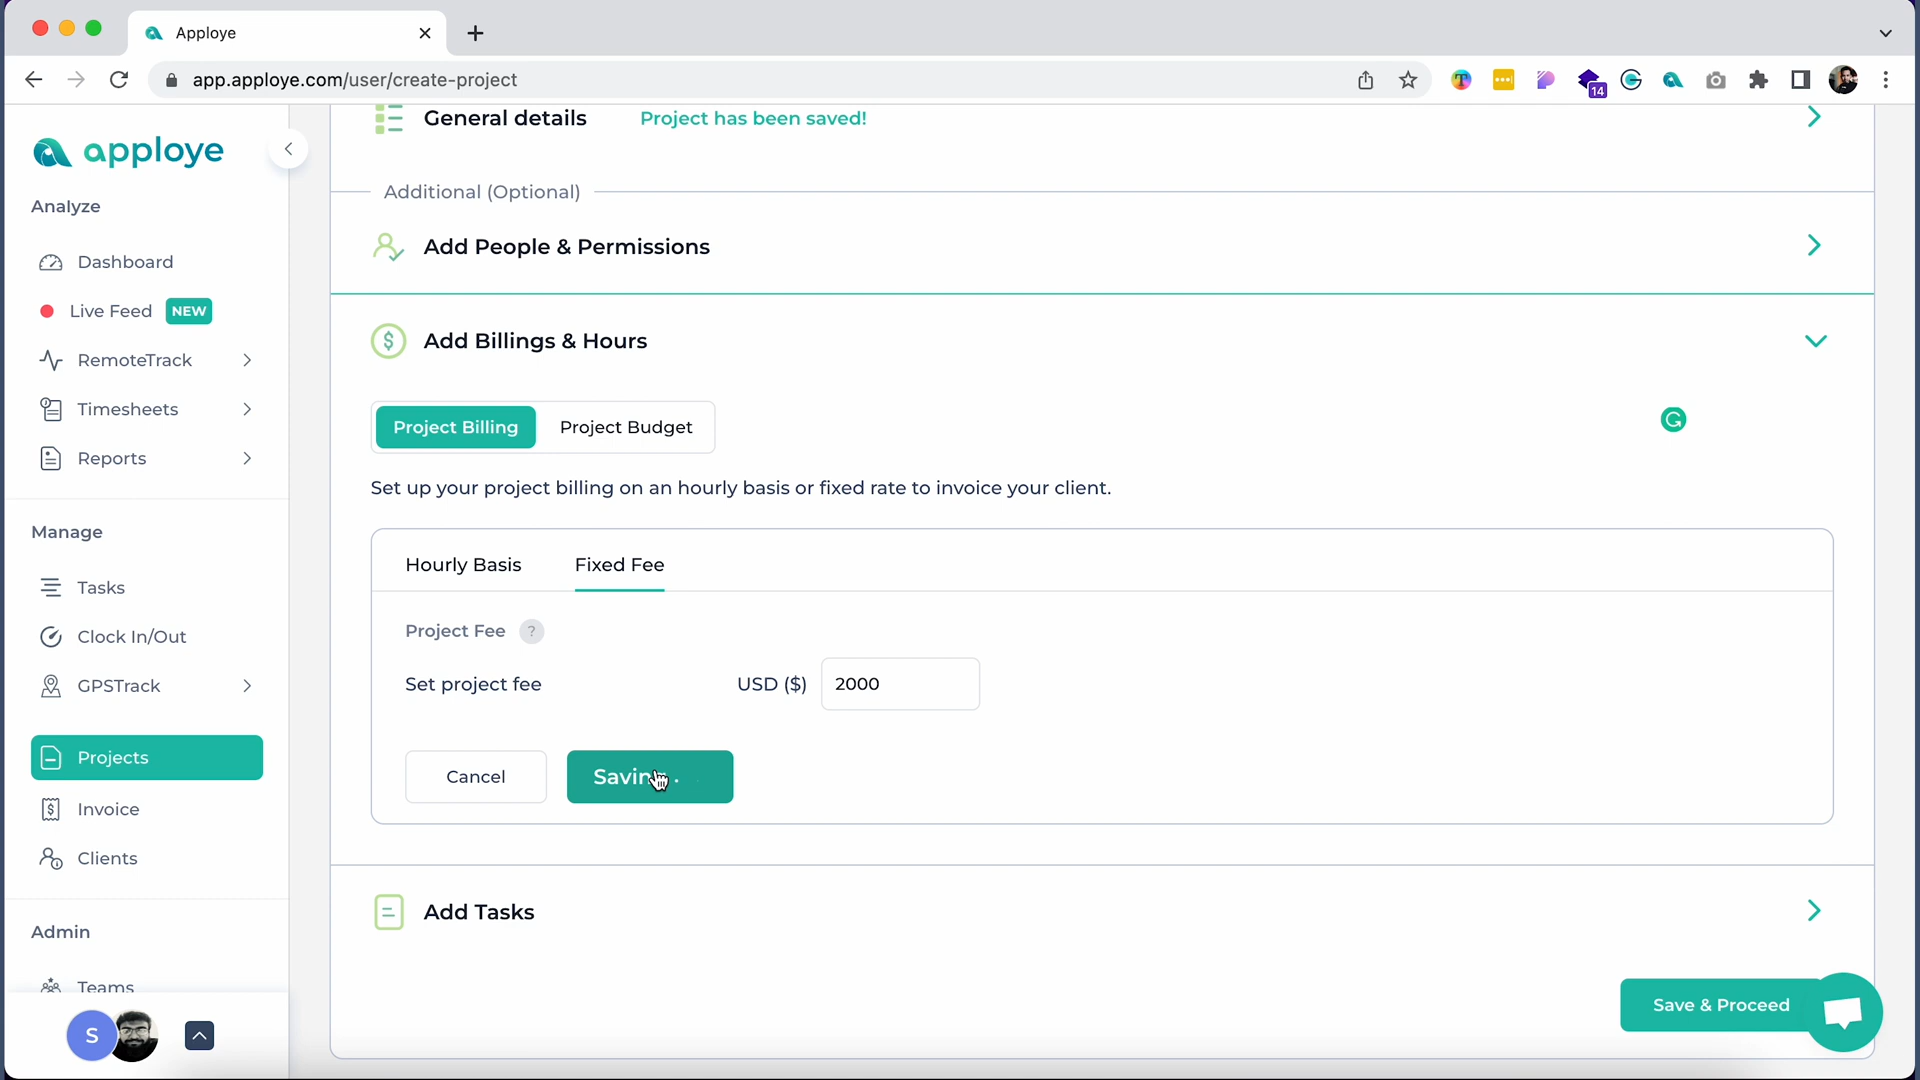 Apploye
app.apploye.com/user/create-project
14
apploye
Analyze
Dashboard
Live Feed NEW
RemoteTrack
Timesheets
Reports
Manage
Tasks
Clock In/Out
GPSTrack
Projects
Invoice
Clients
Admin
Teams
S
General details Project has been saved!
Additional (Optional)
Add People & Permissions
$ Add Billings & Hours
Project Billing Project Budget
Set up your project billing on an hourly basis or fixed rate to invoice your client.
Hourly Basis Fixed Fee
Project Fee ?
Set project fee USD ($) 2000
Cancel
Add Tasks
Save & Proceed